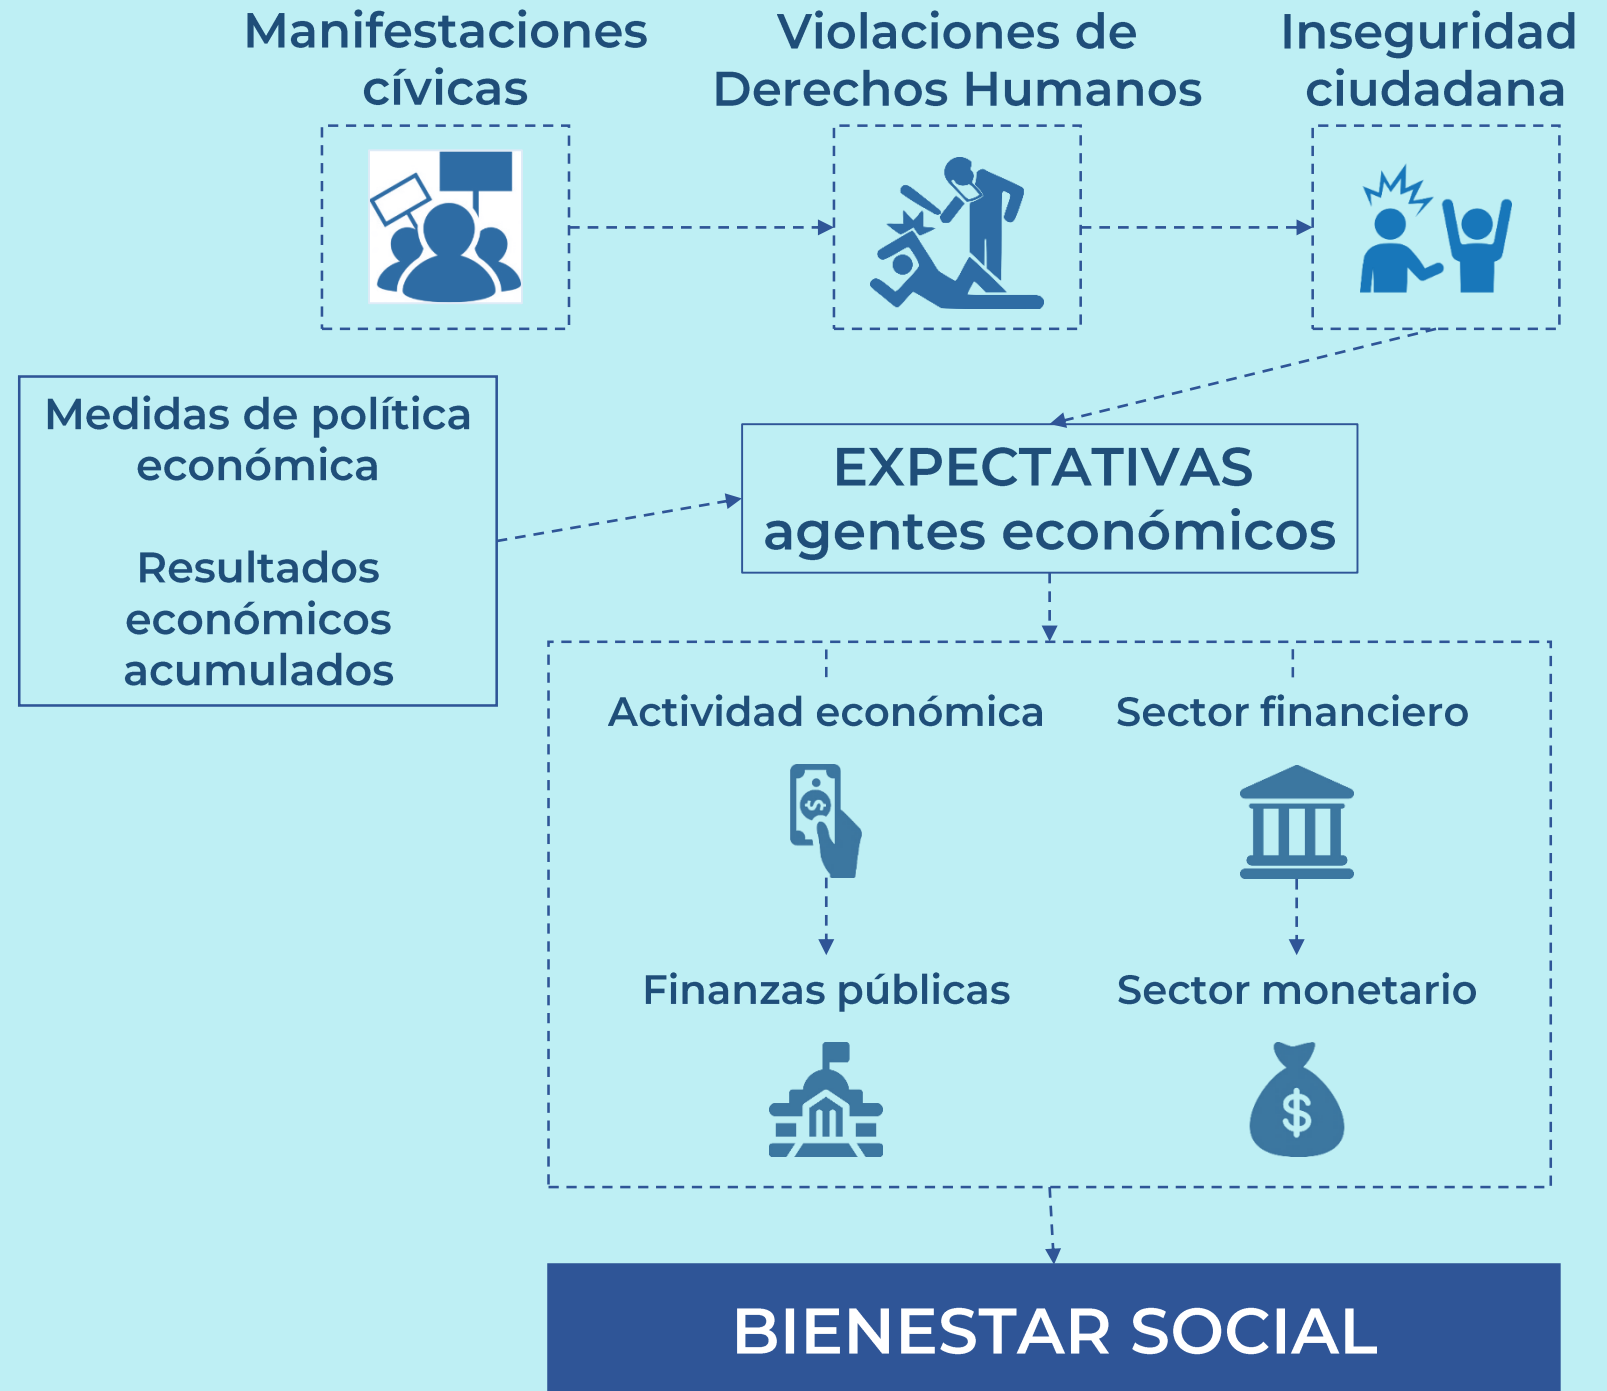 Manifestaciones
cívicas
Violaciones de
Derechos Humanos
Inseguridad
ciudadana
Medidas de política
económica
Resultados
económicos
acumulados
EXPECTATIVAS
agentes económicos
Actividad económica
Sector financiero
$
Finanzas públicas
Sector monetario
$
BIENESTAR SOCIAL